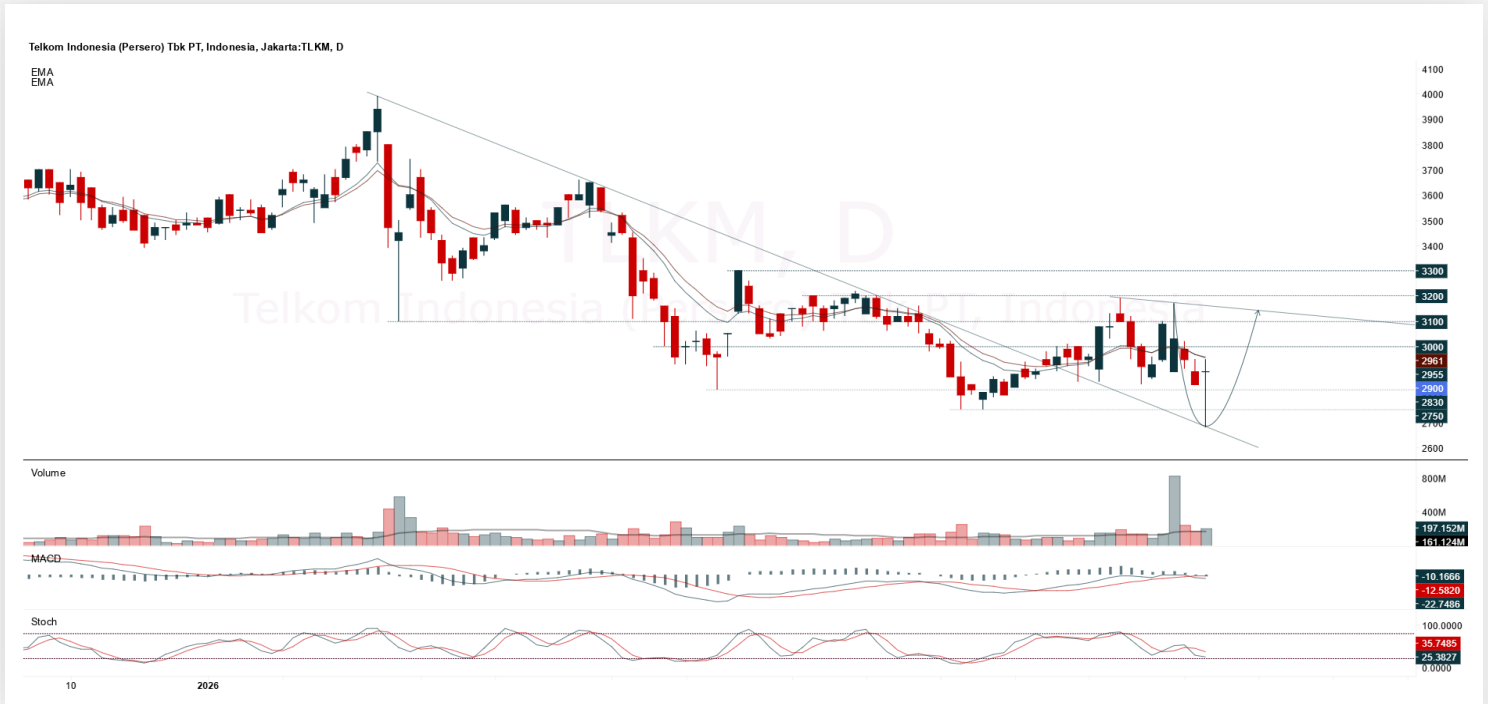 Telkom Indonesia (Persero) Tbk PT, Indonesia, Jakarta:TLKM, D
EMA
EMA
TLKM, D
Telkom Indonesia (Persero) Tbk PT, Indonesia
4100
4000
3900
3800
3700
3600
3500
3400
3300
3200
3100
3000
2961
2955
2900
2830
2750
2700
2600
Volume
800M
400M
197.152M
161.124M
MACD
-10.1666
-12.5820
-22.7486
Stoch
100.0000
35.7485
25.3827
0.0000
10
2026